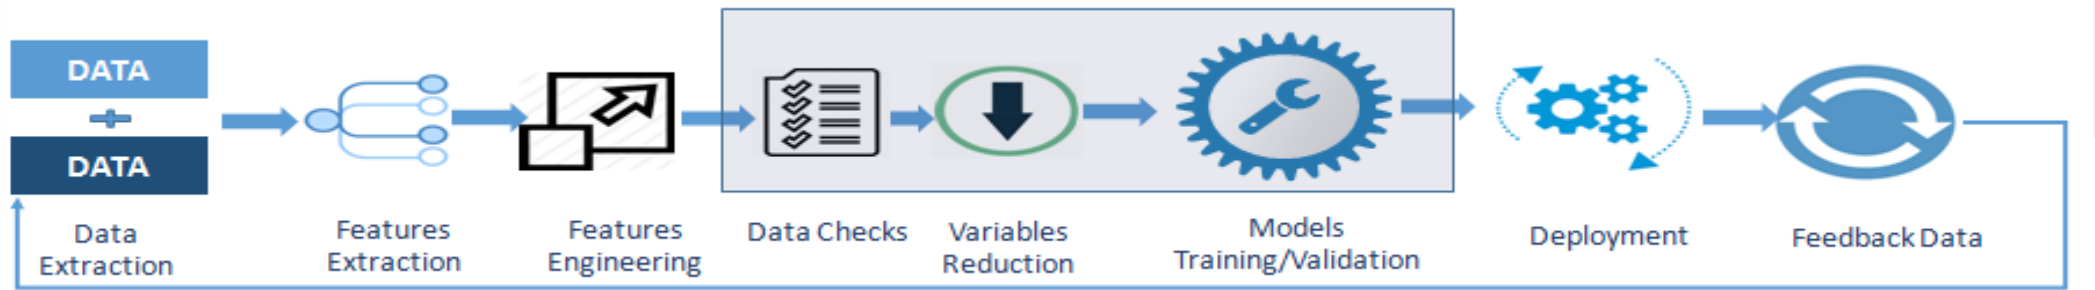 DATA
DATA
Data
Extraction
Features
Extraction
Features
Engineering
Data Checks
Variables
Reduction
Models
Training/Validation
Deployment
Feedback Data